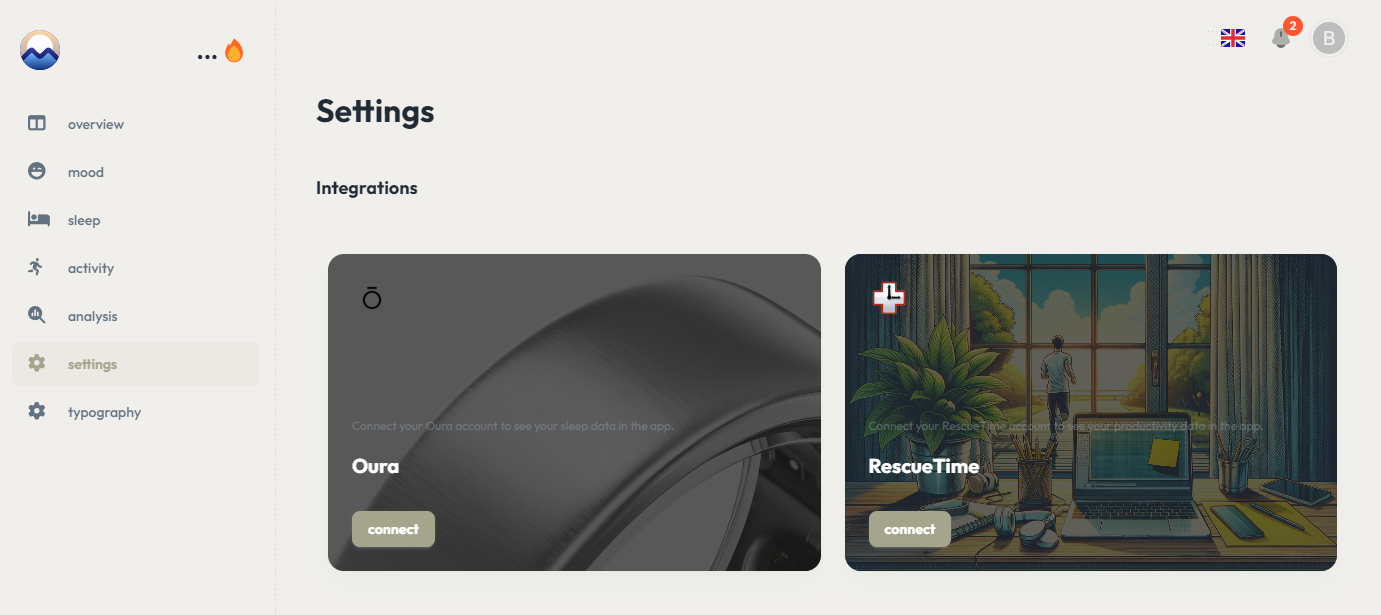 ...
2
B
overview
mood
sleep
activity
analysis
settings
typography
Settings
Integrations
Connect your Oura account to see your sleep data in the app.
Oura
connect
Connect your RescueTime account to see your productivity data in the app.
RescueTime
connect